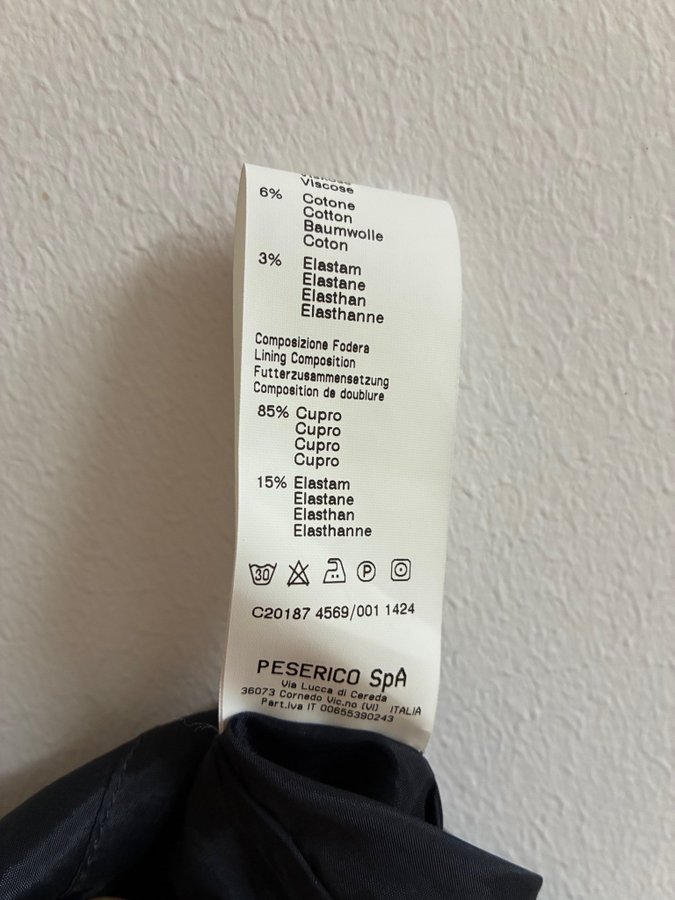 Viscose
6% Cotone
Cotton
Baumwolle
Coton
3% Elastam
Elastane
Elasthan
Elasthanne
Composizione Fodera
Lining Composition
Futterzusammensetzung
Composition de doublure
85% Cupro
Cupro
Cupro
Cupro
15% Elastam
Elastane
Elasthan
Elasthanne
30 P
C20187 4569/001 1424
PESERICO SpA
Via Lucca di Cereda
36073 Cornedo Vic.no (VI) ITALIA
Part.Iva IT 00655390243